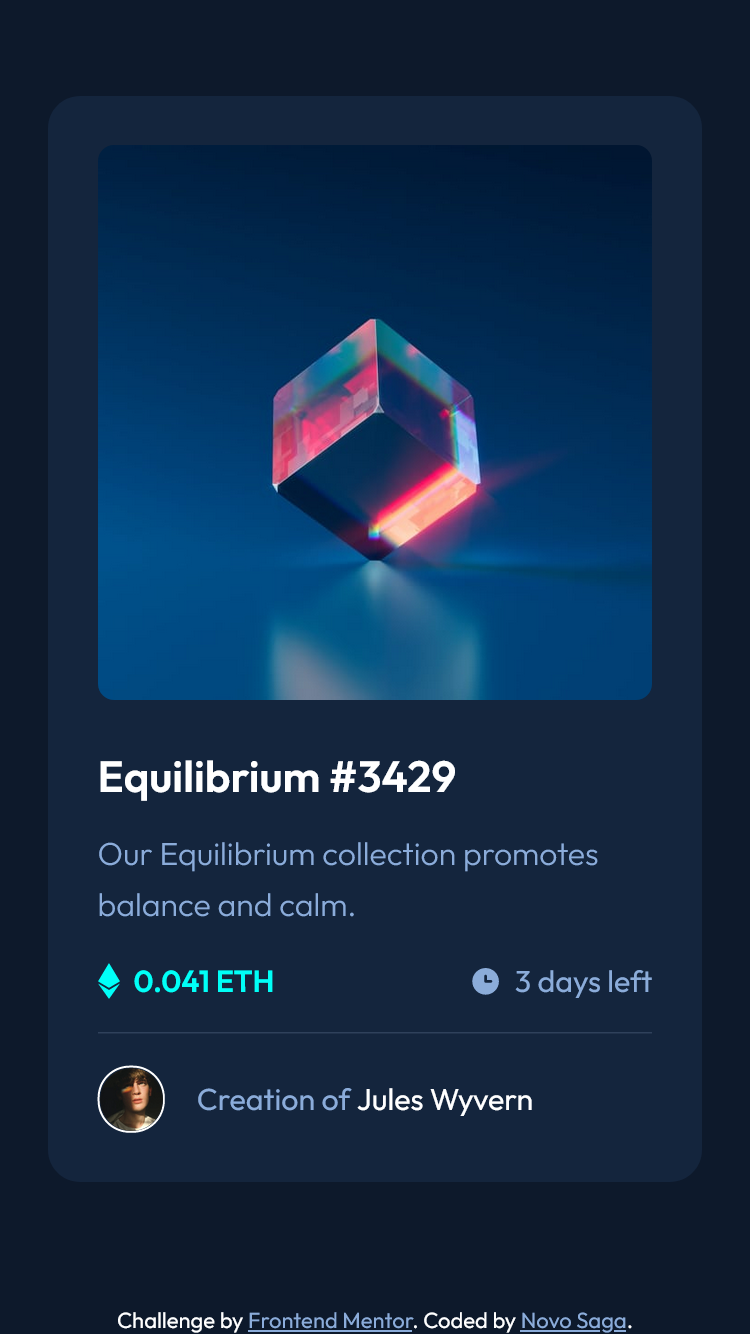 Equilibrium #3429
Our Equilibrium collection promotes
balance and calm.
0.041 ETH
3 days left
Creation of Jules Wyvern
Challenge by Frontend Mentor. Coded by Novo Saga.